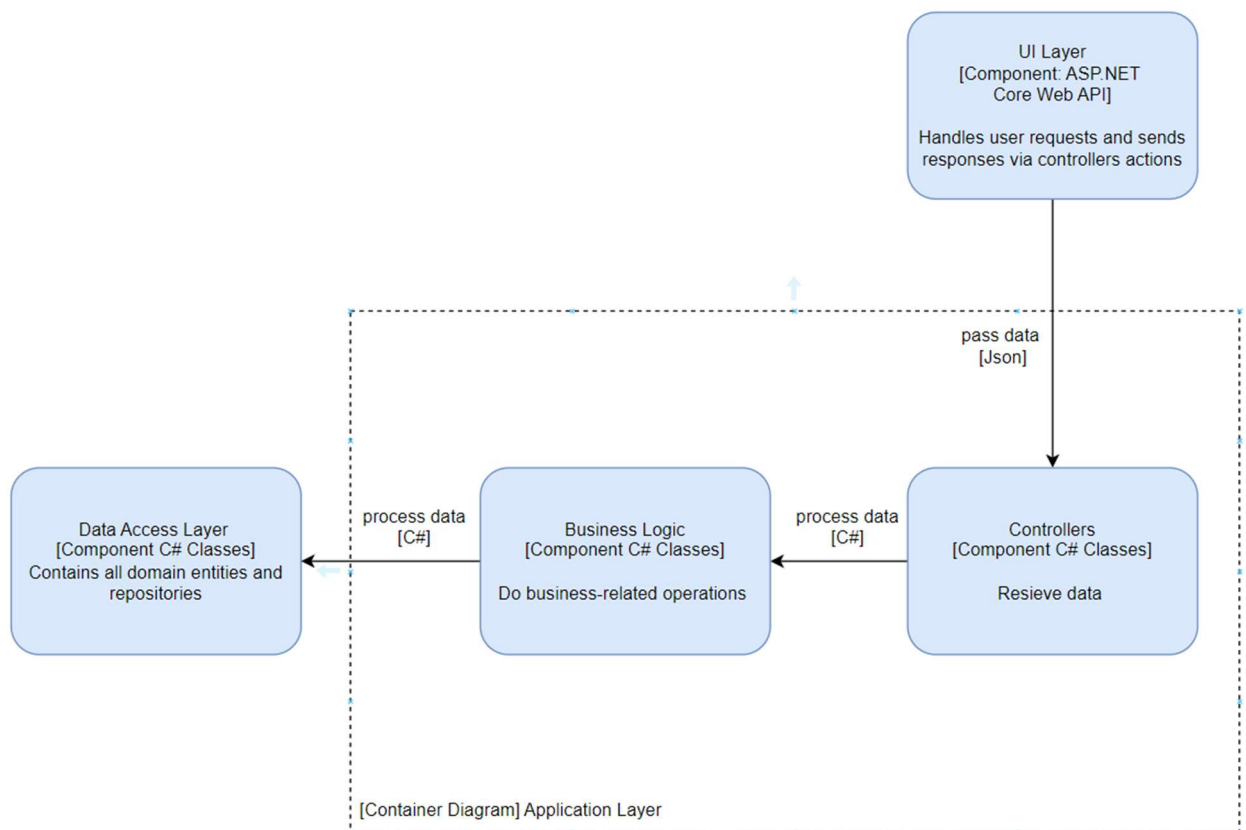 UI Layer
[Component: ASP.NET
Core Web API]
Handles user requests and sends
responses via controllers actions
pass data
[Json]
Data Access Layer
[Component C# Classes]
Contains all domain entities and
repositories
process data
[C#]
Business Logic
[Component C# Classes]
Do business-related operations
process data
[C#]
Controllers
[Component C# Classes]
Resieve data
[Container Diagram] Application Layer